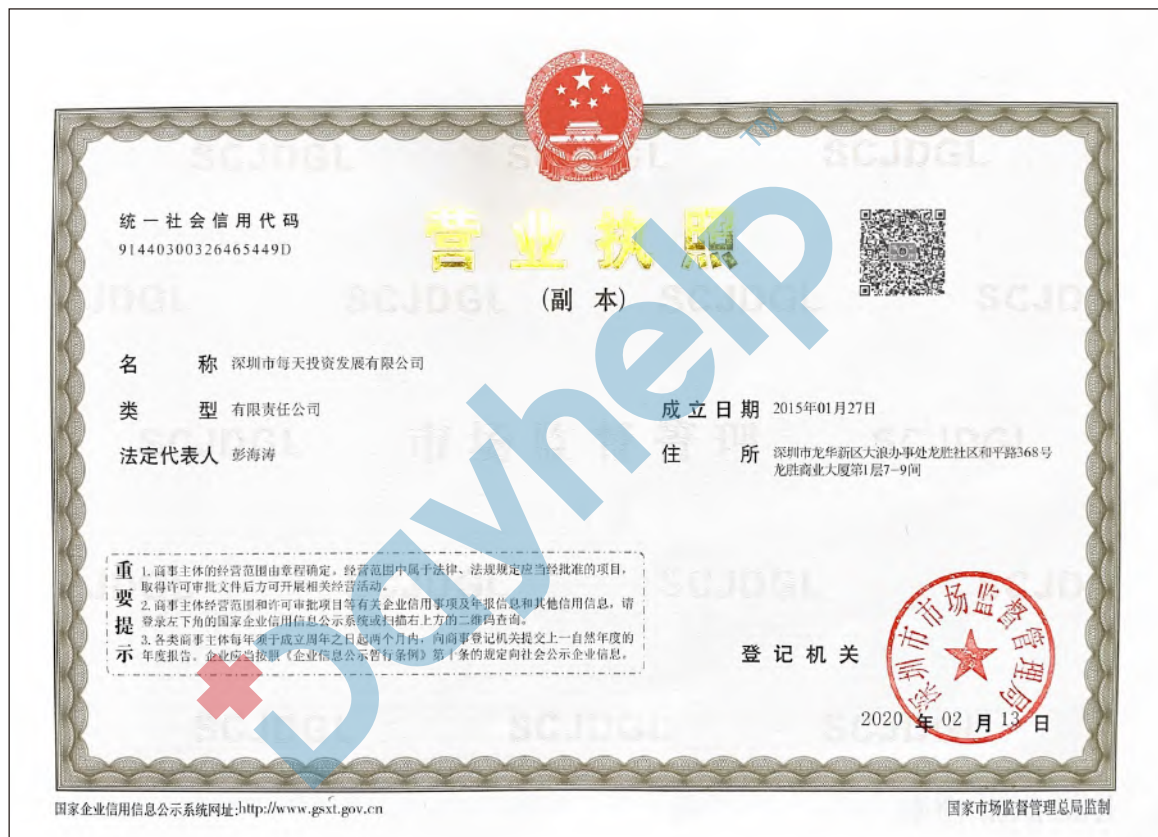 统一社会信用代码
91440300326465449D
营业执照
(副 本)
名 称 深圳市每天投资发展有限公司
类 型 有限责任公司
法定代表人 彭海涛
成立日期 2015年01月27日
住 所 深圳市龙华新区大浪办事处龙胜社区和平路368号
龙胜商业大厦第1层7-9间
重要提示
1. 商事主体的经营范围由章程确定。经营范围中属于法律、法规规定应当经批准的项目,
取得许可审批文件后方可开展相关经营活动。
2. 商事主体经营范围和许可审批项目等有关企业信用事项及年报信息和其他信用信息,请
登录左下角的国家企业信用信息公示系统或扫描右上方的二维码查询。
3. 各类商事主体每年须于成立周年之日起两个月内,向商事登记机关提交上一自然年度的
年度报告。企业应当按照《企业信息公示暂行条例》第十条的规定向社会公示企业信息。
登记机关
深圳市市场监督管理局
2020 年 02 月 13 日
国家企业信用信息公示系统网址:http://www.gsxt.gov.cn
国家市场监督管理总局监制
Dayhelp TM
SCJDGL